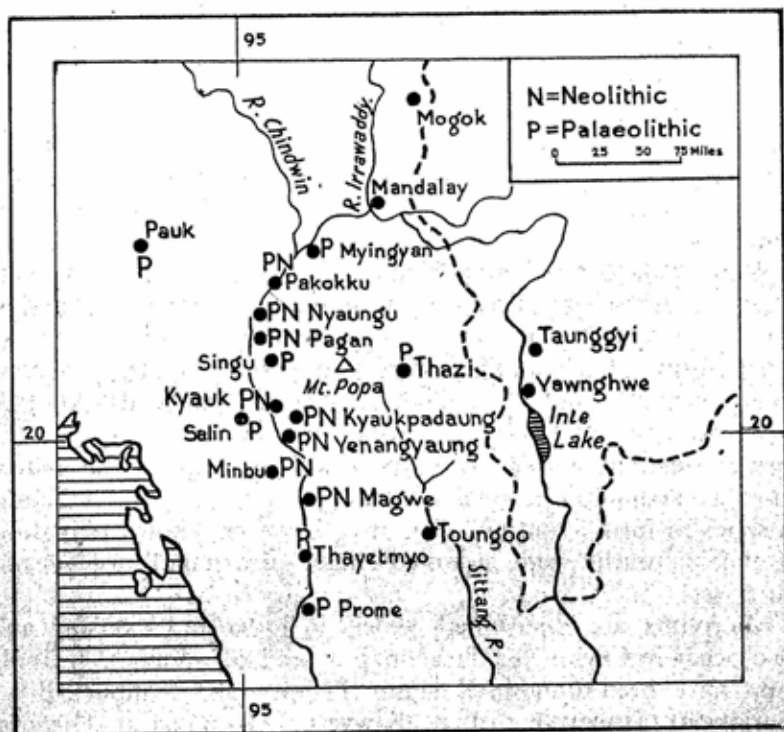 95
N=Neolithic
P=Palaeolithic
0 25 50 75 Miles
R. Chindwin
R. Irrawaddy.
Mogok
Mandalay
Pauk
P
P Myingyan
PN
Pakokku
PN Nyaungu
PN Pagan
Singu P
Mt. Popa
P
Thazi
Taunggyi
Yawnghwe
Inle
Lake
Kyauk PN
PN Kyaukpadaung
Salin P
PN Yenangyaung
20
20
Minbu PN
PN Magwe
P
Thayetmyo
Toungoo
P Prome
Sittang R.
95